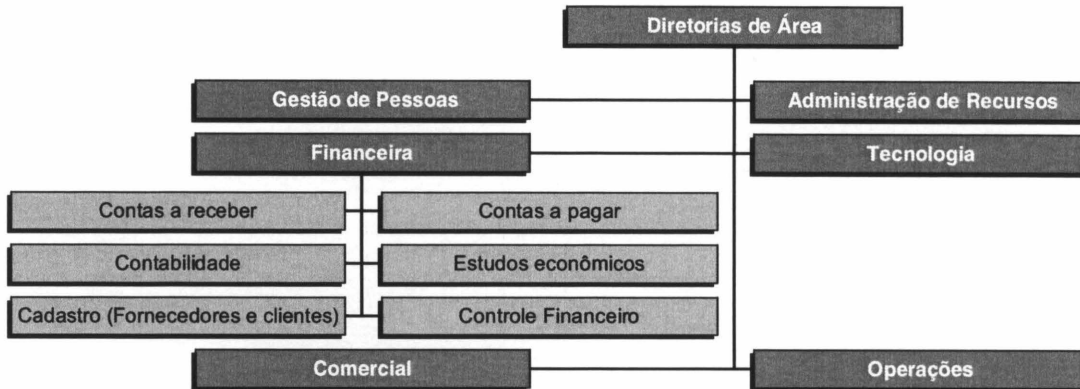 Diretorias de Área
Gestão de Pessoas
Administração de Recursos
Financeira
Tecnologia
Contas a receber
Contas a pagar
Contabilidade
Estudos econômicos
Cadastro (Fornecedores e clientes)
Controle Financeiro
Comercial
Operações